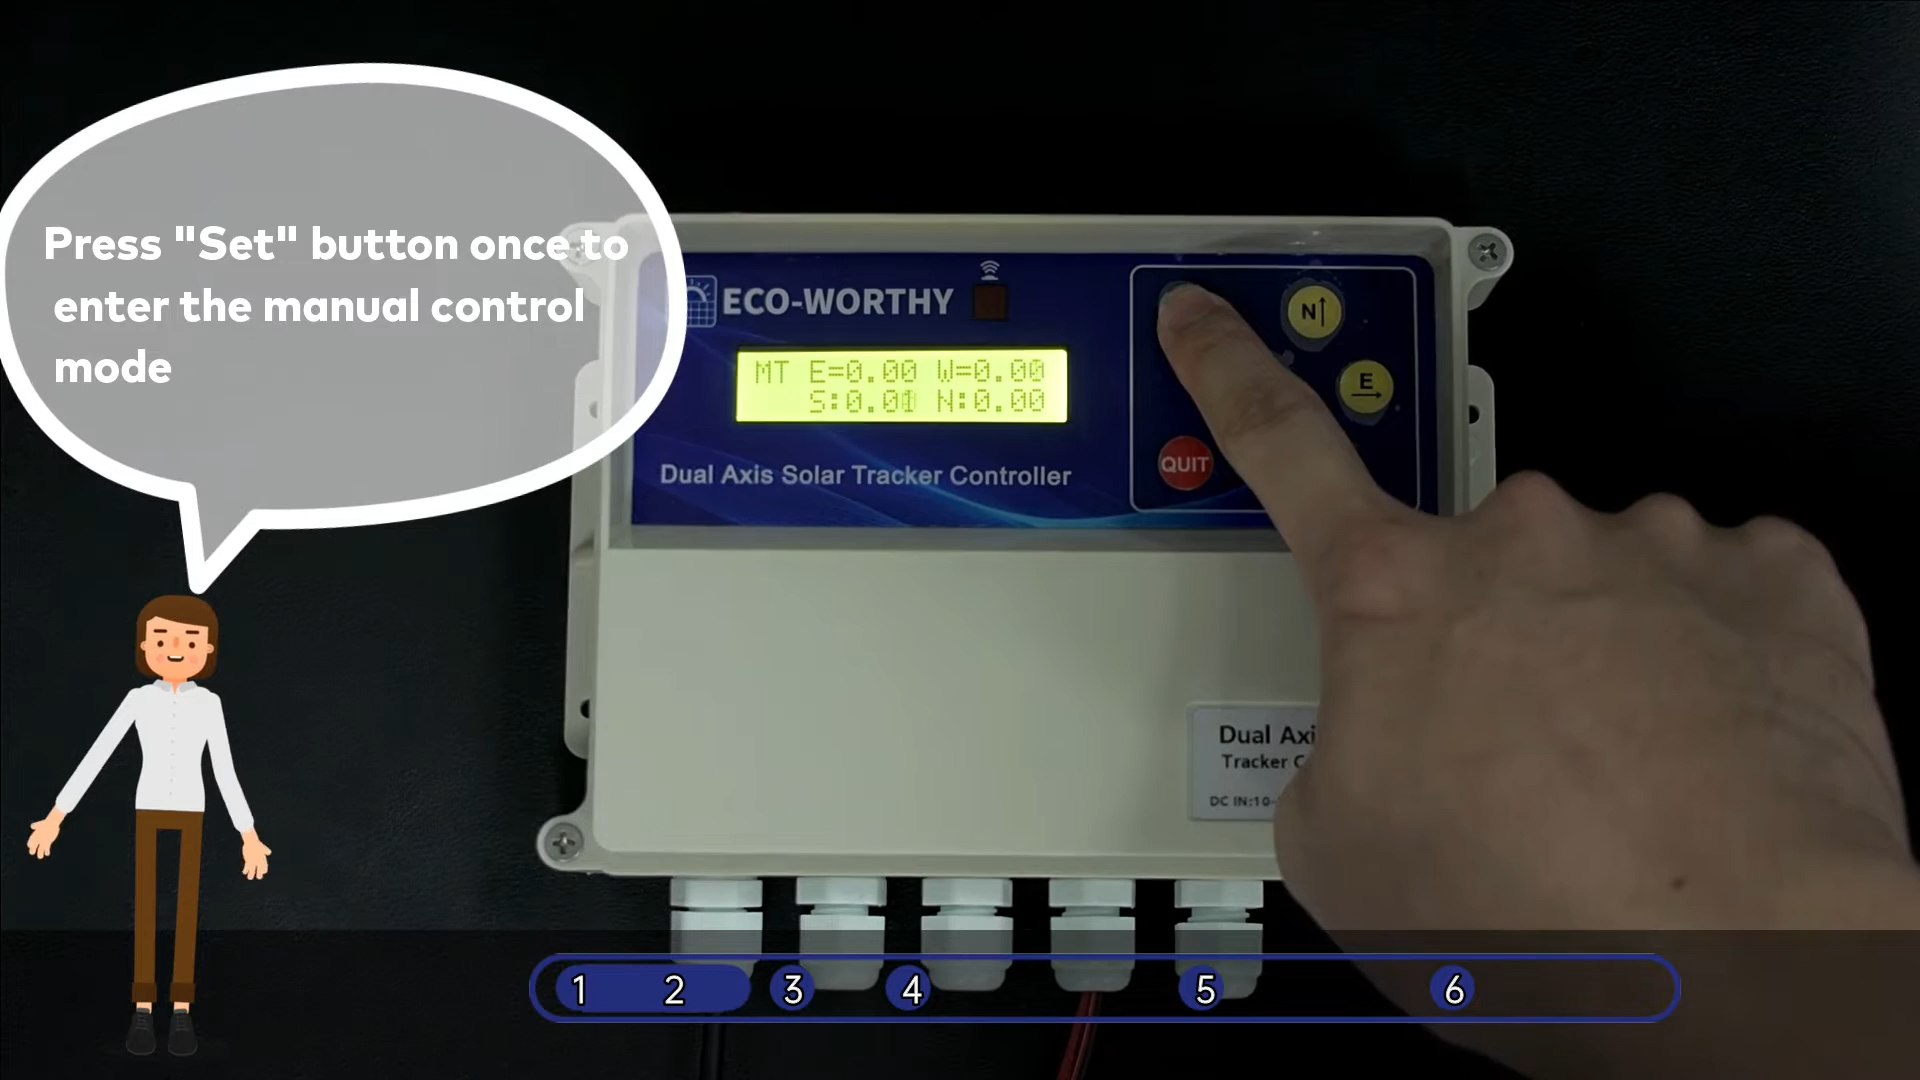 Press "Set" button once to
enter the manual control
mode
ECO-WORTHY
MT E=0.00 W=0.00
S:0.01 N:0.00
Dual Axis Solar Tracker Controller
N↑
E
→
QUIT
Dual Axi
Tracker C
DC IN:10-
1 2 3 4 5 6